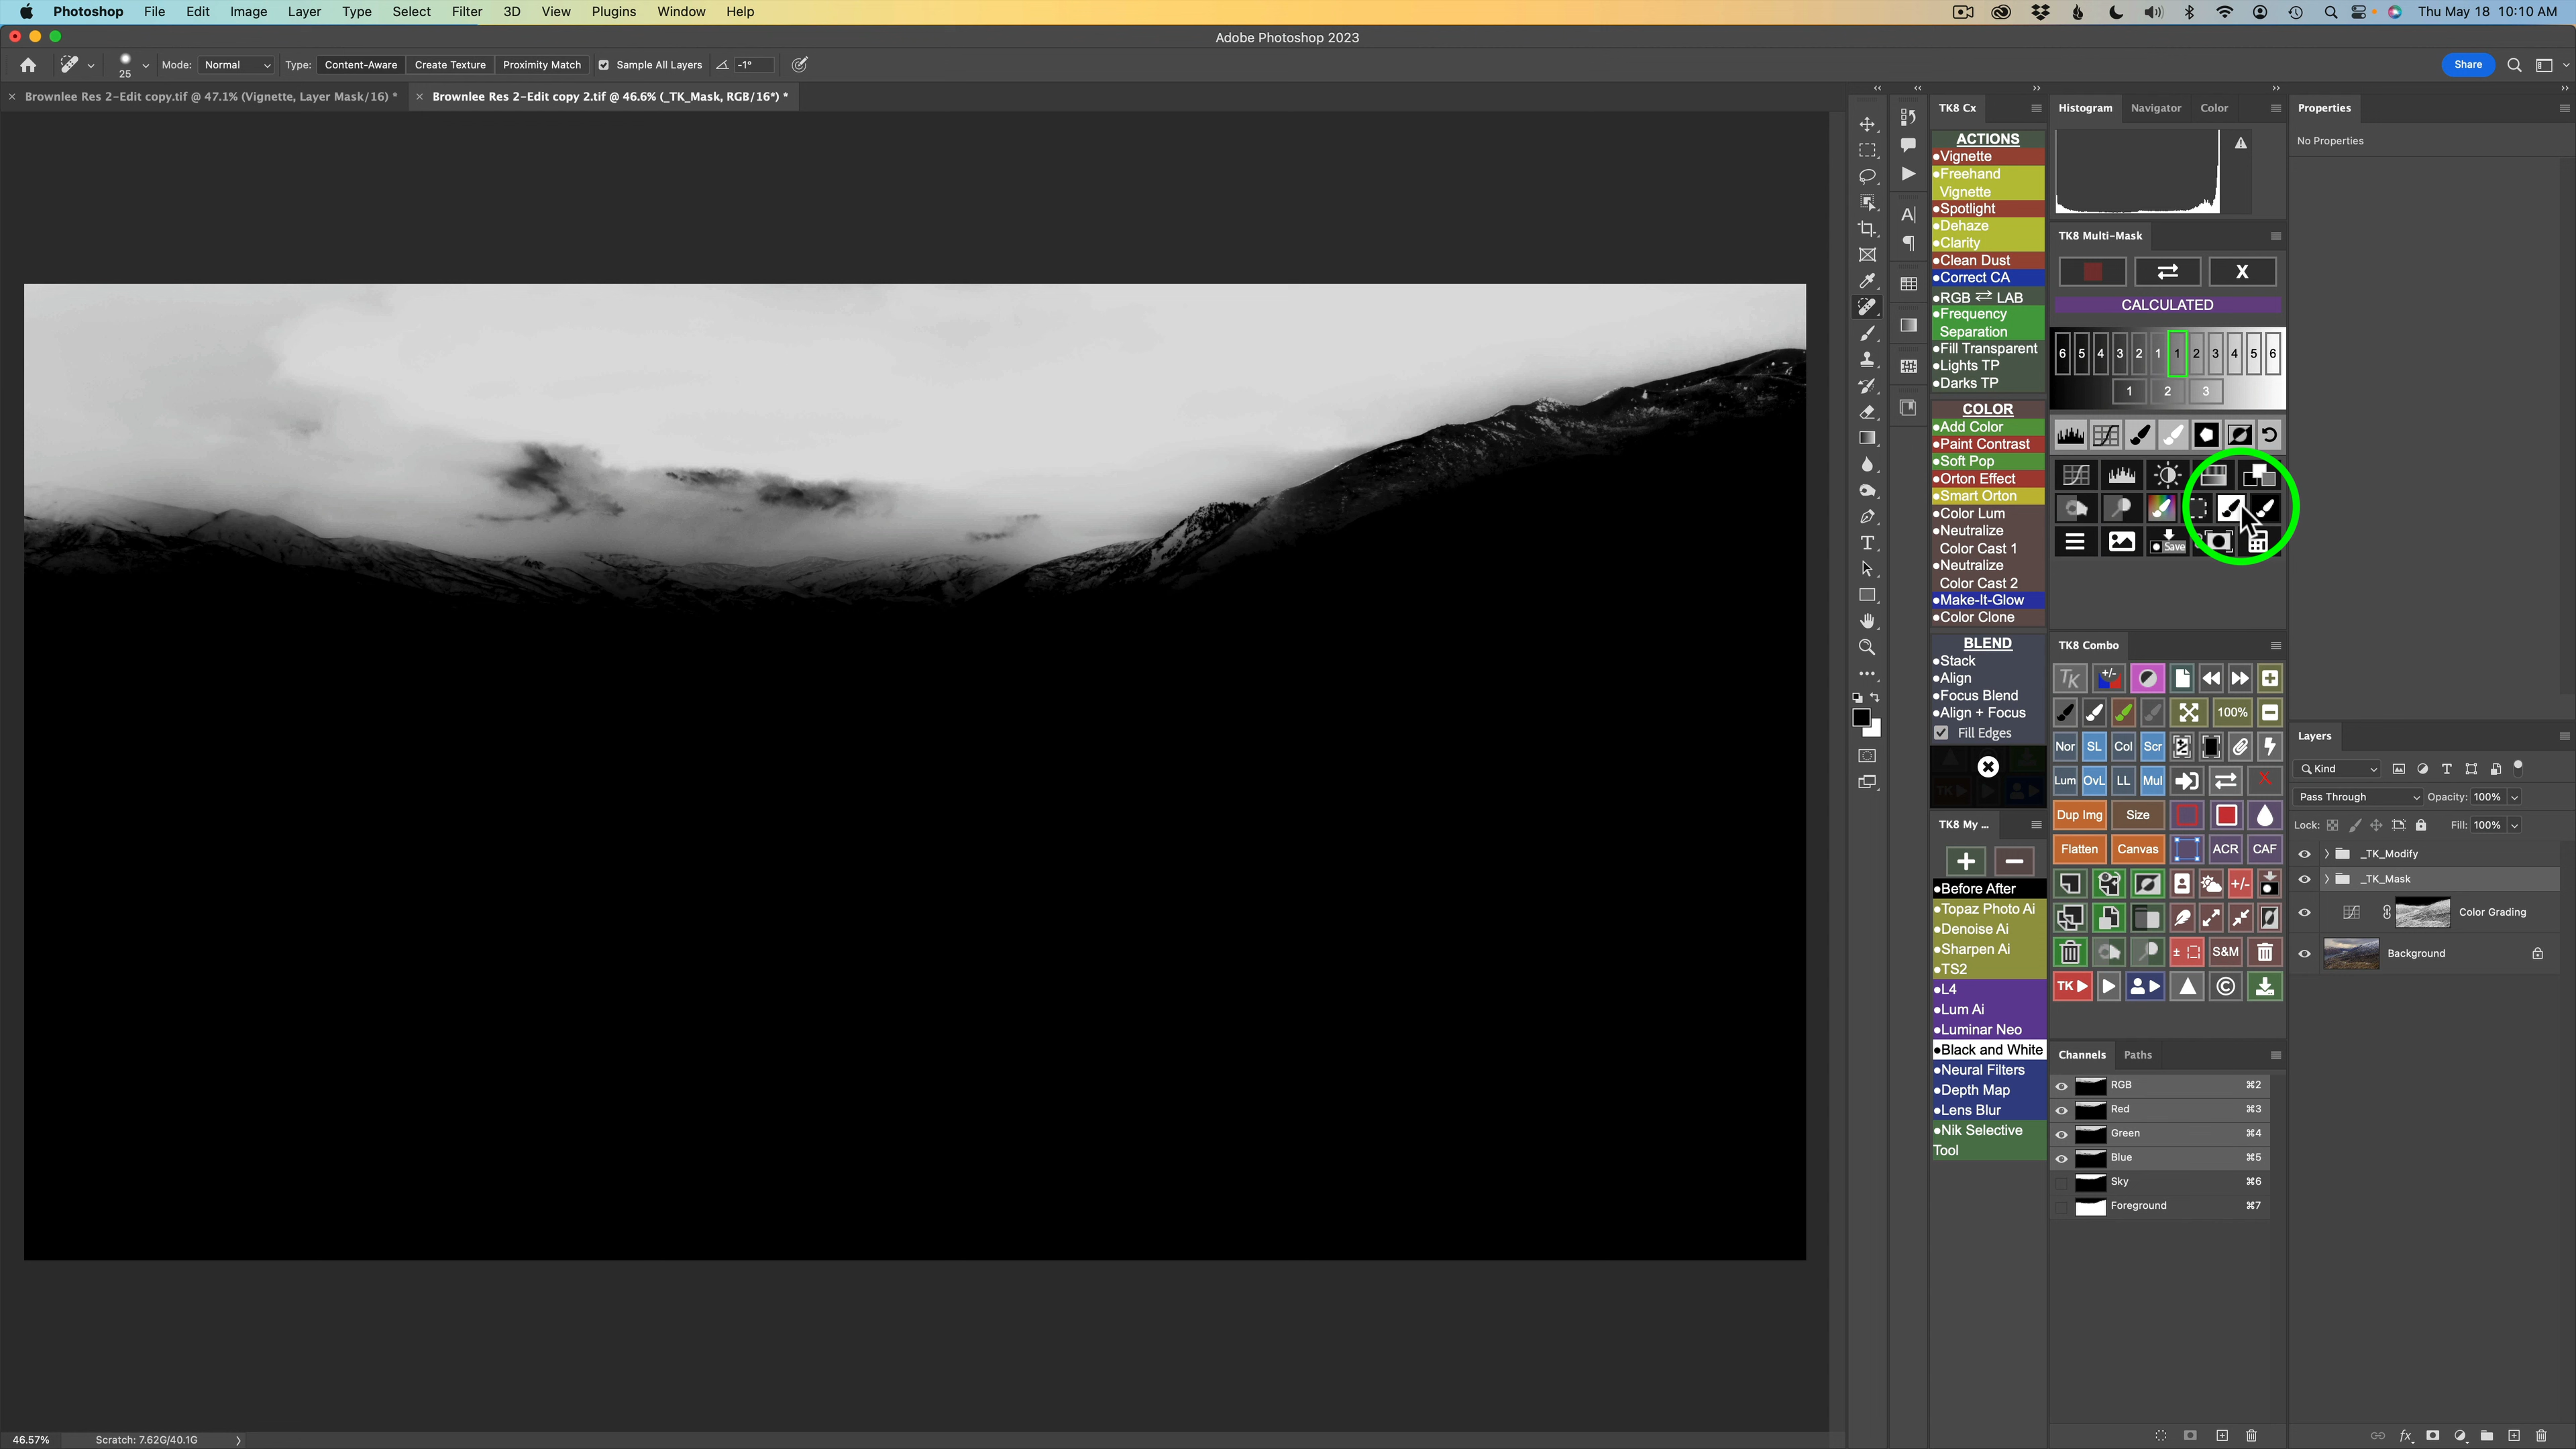 Photoshop File Edit Image Layer Type Select Filter 3D View Plugins Window Help Thu May 18 10:10 AM
Adobe Photoshop 2023
25 Mode: Normal Type: Content-Aware Create Texture Proximity Match Sample All Layers -1° Share
Brownlee Res 2-Edit copy.tif @ 47.1% (Vignette, Layer Mask/16) *
Brownlee Res 2-Edit copy 2.tif @ 46.6% (_TK_Mask, RGB/16*) *
TK8 Cx
ACTIONS
●Vignette
●Freehand
Vignette
●Spotlight
●Dehaze
●Clarity
●Clean Dust
●Correct CA
●RGB ⇄ LAB
●Frequency
Separation
●Fill Transparent
●Lights TP
●Darks TP
COLOR
●Add Color
●Paint Contrast
●Soft Pop
●Orton Effect
●Smart Orton
●Color Lum
●Neutralize
Color Cast 1
●Neutralize
Color Cast 2
●Make-It-Glow
●Color Clone
BLEND
●Stack
●Align
●Focus Blend
●Align + Focus
Fill Edges
TK8 My ...
+ −
●Before After
●Topaz Photo Ai
●Denoise Ai
●Sharpen Ai
●TS2
●L4
●Lum Ai
●Luminar Neo
●Black and White
●Neural Filters
●Depth Map
●Lens Blur
●Nik Selective
Tool
Histogram Navigator Color
TK8 Multi-Mask
X
CALCULATED
6 5 4 3 2 1 1 2 3 4 5 6
1 2 3
Save
TK8 Combo
TK +/-
100%
Nor SL Col Scr
Lum OvL LL Mul X
Dup Img Size
Flatten Canvas ACR CAF
+/-
± S&M
TK ©
Channels Paths
RGB ⌘2
Red ⌘3
Green ⌘4
Blue ⌘5
Sky ⌘6
Foreground ⌘7
Properties
No Properties
Layers
Kind
Pass Through Opacity: 100%
Lock: Fill: 100%
_TK_Modify
_TK_Mask
Color Grading
Background
fx
46.57% Scratch: 7.62G/40.1G